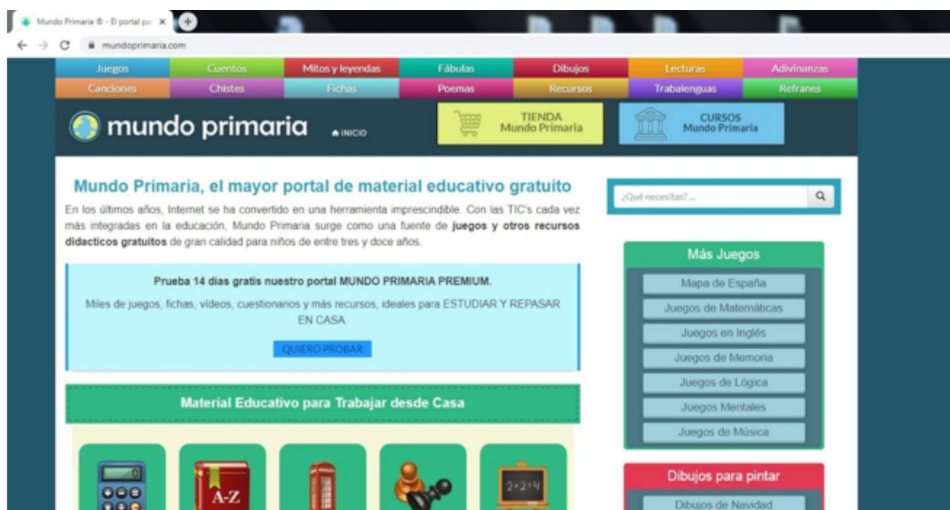 Mundo Primaria ® - El portal pa
mundoprimaria.com
Juegos Cuentos Mitos y leyendas Fábulas Dibujos Lecturas Adivinanzas
Canciones Chistes Fichas Poemas Recursos Trabalenguas Refranes
mundo primaria INICIO
TIENDA
Mundo Primaria
CURSOS
Mundo Primaria
Mundo Primaria, el mayor portal de material educativo gratuito
En los últimos años, Internet se ha convertido en una herramienta imprescindible. Con las TIC's cada vez
más integradas en la educación, Mundo Primaria surge como una fuente de juegos y otros recursos
didacticos gratuitos de gran calidad para niños de entre tres y doce años.
Prueba 14 dias gratis nuestro portal MUNDO PRIMARIA PREMIUM.
Miles de juegos, fichas, vídeos, cuestionarios y más recursos, ideales para ESTUDIAR Y REPASAR
EN CASA.
QUIERO PROBAR
Material Educativo para Trabajar desde Casa
A-Z
2+2=4
¿Qué necesitas?...
Más Juegos
Mapa de España
Juegos de Matemáticas
Juegos en Inglés
Juegos de Memoria
Juegos de Lógica
Juegos Mentales
Juegos de Música
Dibujos para pintar
Dibujos de Navidad